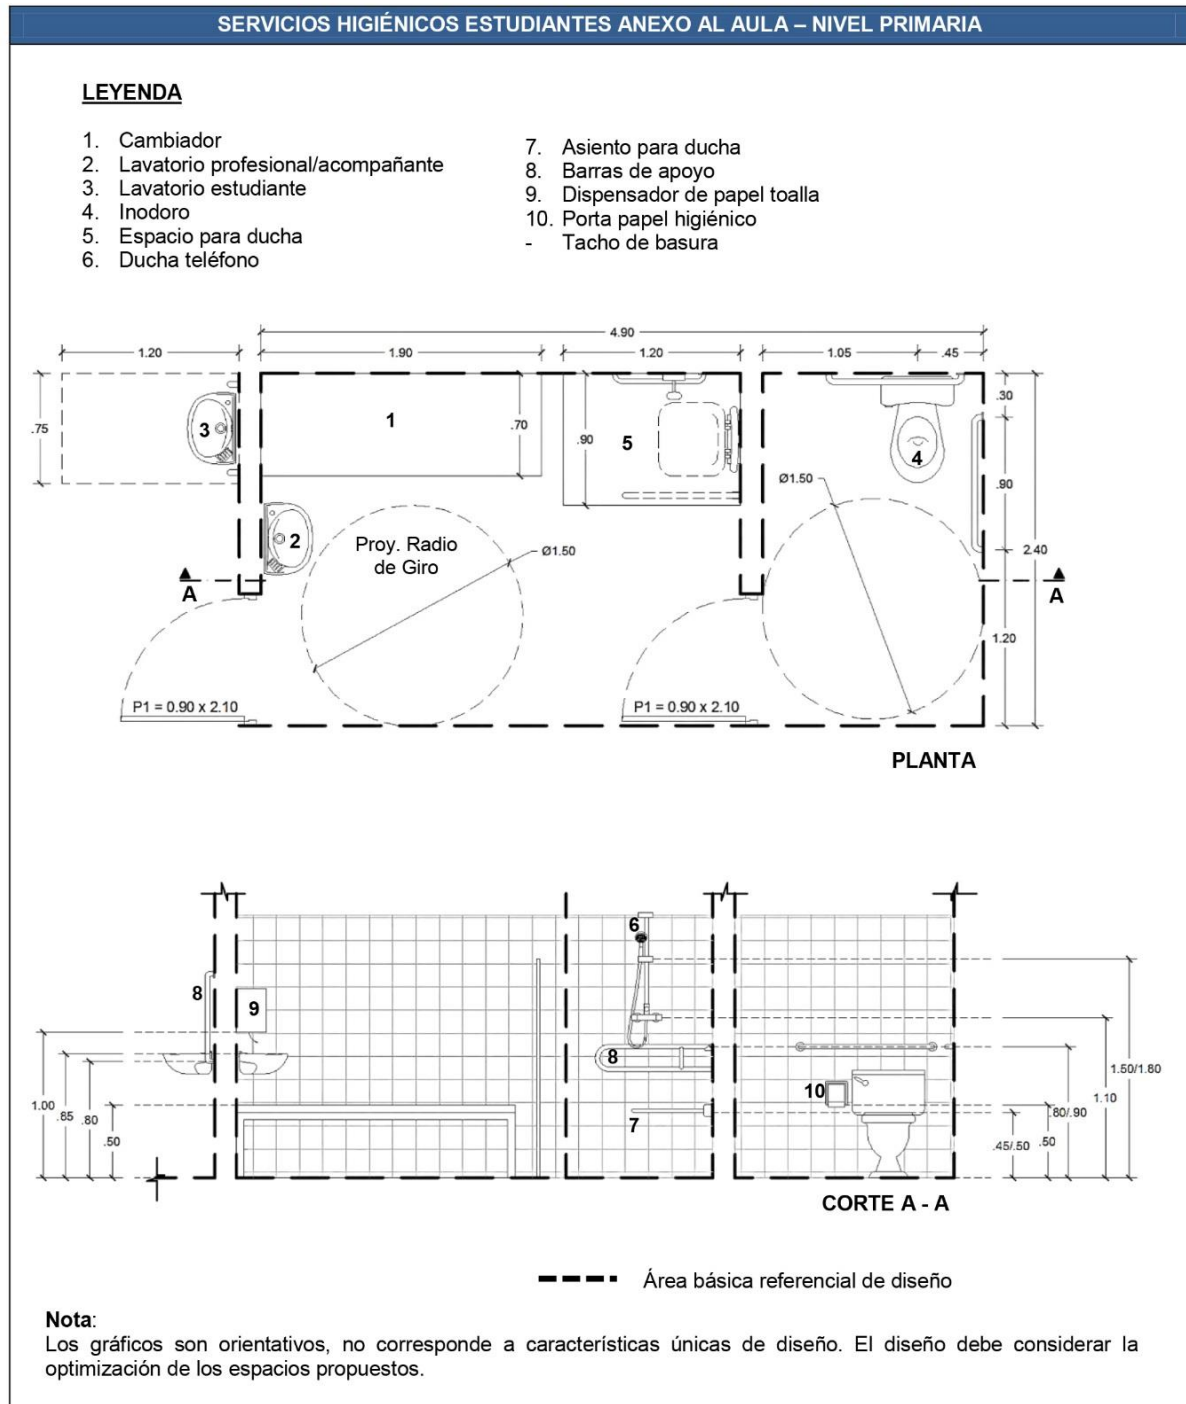 SERVICIOS HIGIÉNICOS ESTUDIANTES ANEXO AL AULA – NIVEL PRIMARIA
LEYENDA
1. Cambiador
2. Lavatorio profesional/acompañante
3. Lavatorio estudiante
4. Inodoro
5. Espacio para ducha
6. Ducha teléfono
7. Asiento para ducha
8. Barras de apoyo
9. Dispensador de papel toalla
10. Porta papel higiénico
- Tacho de basura
4.90
1.20 1.90 1.20 1.05 .45
.75
3
1
.70
.90
5
4
.30
Ø1.50
.90
2
Proy. Radio
de Giro
Ø1.50
2.40
A
A
1.20
P1 = 0.90 x 2.10
P1 = 0.90 x 2.10
PLANTA
6
8
9
8
10
7
1.00
.85
.80
.50
.45/.50
.50
.80/.90
1.10
1.50/1.80
CORTE A - A
Área básica referencial de diseño
Nota:
Los gráficos son orientativos, no corresponde a características únicas de diseño. El diseño debe considerar la
optimización de los espacios propuestos.